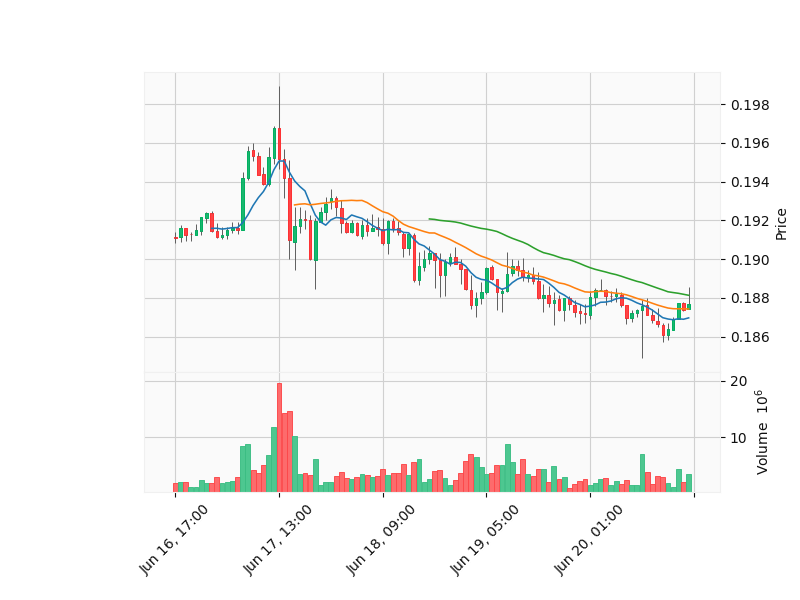 0.198
0.196
0.194
0.192
0.190
0.188
0.186
Price
20
10
Volume 10⁶
Jun 16, 17:00
Jun 17, 13:00
Jun 18, 09:00
Jun 19, 05:00
Jun 20, 01:00